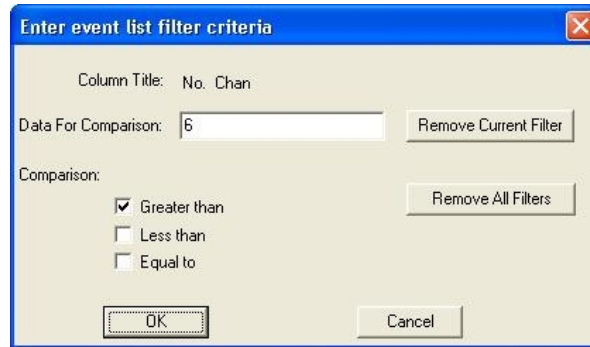 Enter event list filter criteria
Column Title: No. Chan
Data For Comparison: 6 Remove Current Filter
Comparison:
Remove All Filters
Greater than
Less than
Equal to
OK Cancel